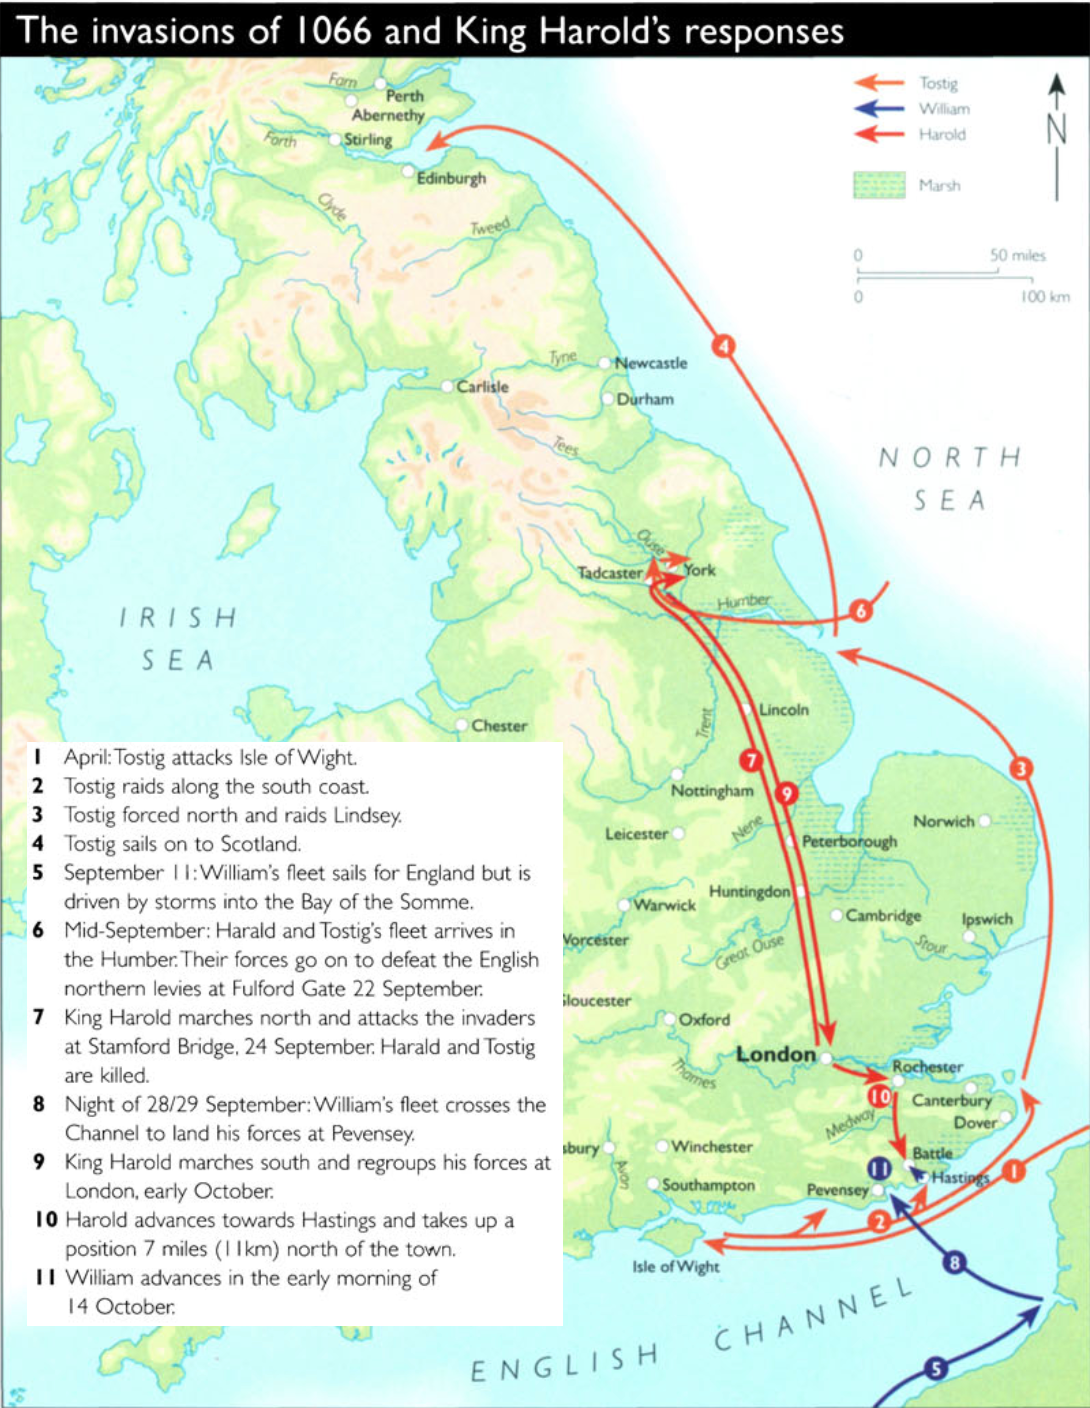 The invasions of 1066 and King Harold's responses
Tostig
William
Harold
Marsh
N
0
50 miles
0
100 km
Earn
Perth
Abernethy
Forth
Stirling
Edinburgh
Clyde
Tweed
4
Tyne
Newcastle
Carlisle
Durham
Tees
NORTH
SEA
Ouse
Tadcaster
York
Humber
6
IRISH
SEA
Lincoln
Trent
Chester
7
3
9
Nottingham
Norwich
Leicester
Nene
Peterborough
Huntingdon
Warwick
Cambridge
Ipswich
Worcester
Great Ouse
Stour
Gloucester
Oxford
London
Thames
Rochester
10
Canterbury
Medway
Dover
sbury
Winchester
Battle
11
Hastings
1
Avon
Southampton
Pevensey
2
Isle of Wight
8
ENGLISH CHANNEL
5
1 April: Tostig attacks Isle of Wight.
2 Tostig raids along the south coast.
3 Tostig forced north and raids Lindsey.
4 Tostig sails on to Scotland.
5 September 11: William's fleet sails for England but is
driven by storms into the Bay of the Somme.
6 Mid-September: Harald and Tostig's fleet arrives in
the Humber. Their forces go on to defeat the English
northern levies at Fulford Gate 22 September.
7 King Harold marches north and attacks the invaders
at Stamford Bridge, 24 September. Harald and Tostig
are killed.
8 Night of 28/29 September: William's fleet crosses the
Channel to land his forces at Pevensey.
9 King Harold marches south and regroups his forces at
London, early October.
10 Harold advances towards Hastings and takes up a
position 7 miles (11km) north of the town.
11 William advances in the early morning of
14 October.